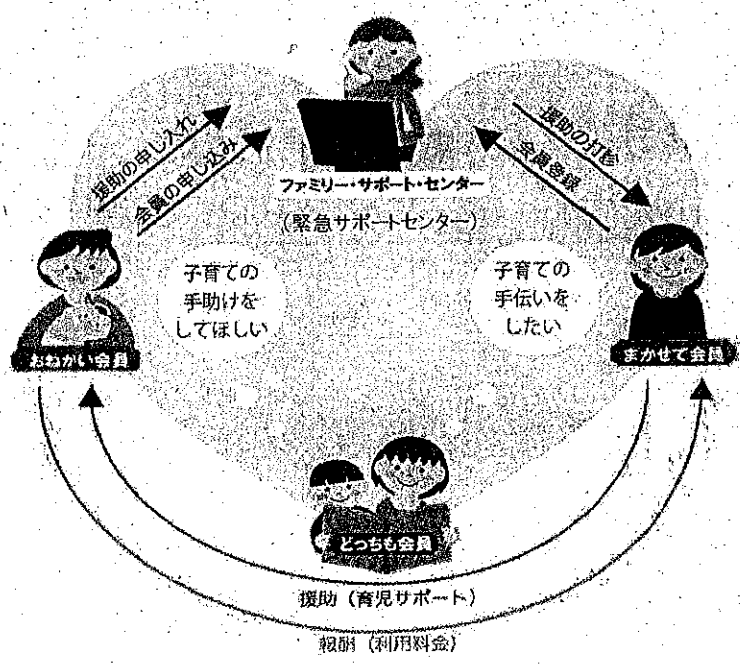 援助の申し入れ
会員の申し込み
援助の打診
会員登録
ファミリー・サポート・センター
(緊急サポートセンター)
子育ての
手助けを
してほしい
子育ての
手伝いを
したい
おねがい会員
まかせて会員
どっちも会員
援助(育児サポート)
報酬(利用料金)